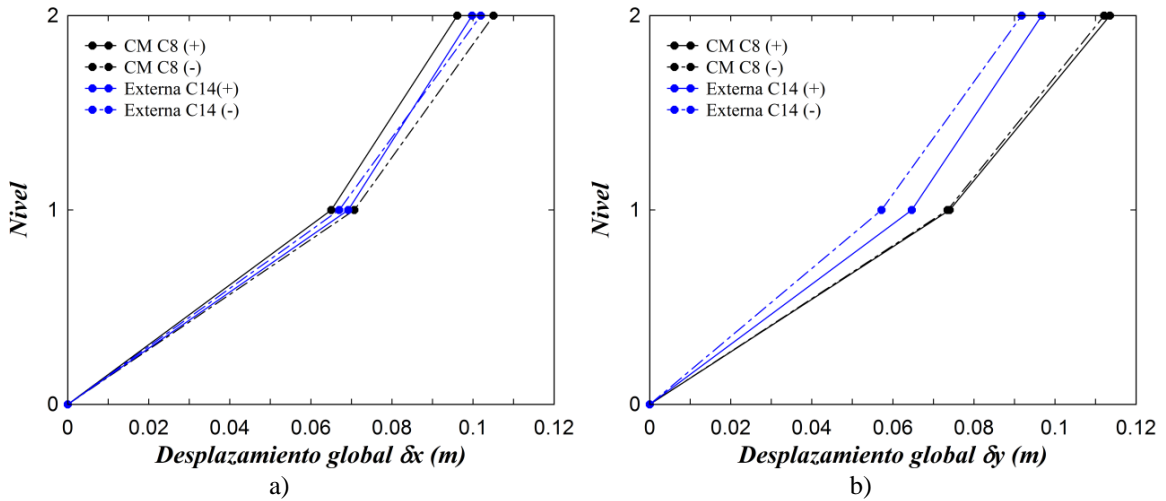 2
CM C8 (+)
CM C8 (-)
Externa C14(+)
Externa C14 (-)
Nivel
1
0
0 0.02 0.04 0.06 0.08 0.1 0.12
Desplazamiento global δx (m)
a)
2
CM C8 (+)
CM C8 (-)
Externa C14 (+)
Externa C14 (-)
Nivel
1
0
0 0.02 0.04 0.06 0.08 0.1 0.12
Desplazamiento global δy (m)
b)